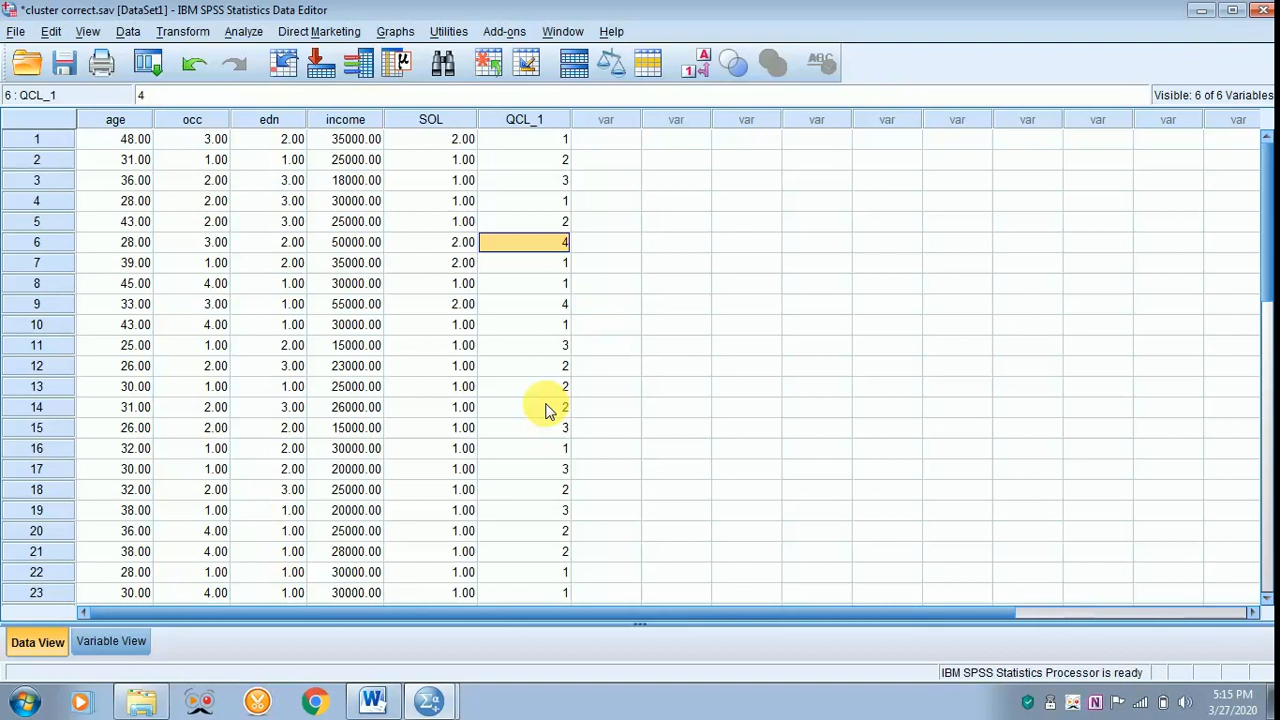 *cluster correct.sav [DataSet1] - IBM SPSS Statistics Data Editor
File Edit View Data Transform Analyze Direct Marketing Graphs Utilities Add-ons Window Help
6 : QCL_1 4 Visible: 6 of 6 Variables
age occ edn income SOL QCL_1 var var var var var var var var var var
1 48.00 3.00 2.00 35000.00 2.00 1
2 31.00 1.00 1.00 25000.00 1.00 2
3 36.00 2.00 3.00 18000.00 1.00 3
4 28.00 2.00 3.00 30000.00 1.00 1
5 43.00 2.00 3.00 25000.00 1.00 2
6 28.00 3.00 2.00 50000.00 2.00 4
7 39.00 1.00 2.00 35000.00 2.00 1
8 45.00 4.00 1.00 30000.00 1.00 1
9 33.00 3.00 1.00 55000.00 2.00 4
10 43.00 4.00 1.00 30000.00 1.00 1
11 25.00 1.00 2.00 15000.00 1.00 3
12 26.00 2.00 3.00 23000.00 1.00 2
13 30.00 1.00 1.00 25000.00 1.00 2
14 31.00 2.00 3.00 26000.00 1.00 2
15 26.00 2.00 2.00 15000.00 1.00 3
16 32.00 1.00 2.00 30000.00 1.00 1
17 30.00 1.00 2.00 20000.00 1.00 3
18 32.00 2.00 3.00 25000.00 1.00 2
19 38.00 1.00 1.00 20000.00 1.00 3
20 36.00 4.00 1.00 25000.00 1.00 2
21 38.00 4.00 1.00 28000.00 1.00 2
22 28.00 1.00 1.00 30000.00 1.00 1
23 30.00 4.00 1.00 30000.00 1.00 1
Data View Variable View
IBM SPSS Statistics Processor is ready
5:15 PM
3/27/2020